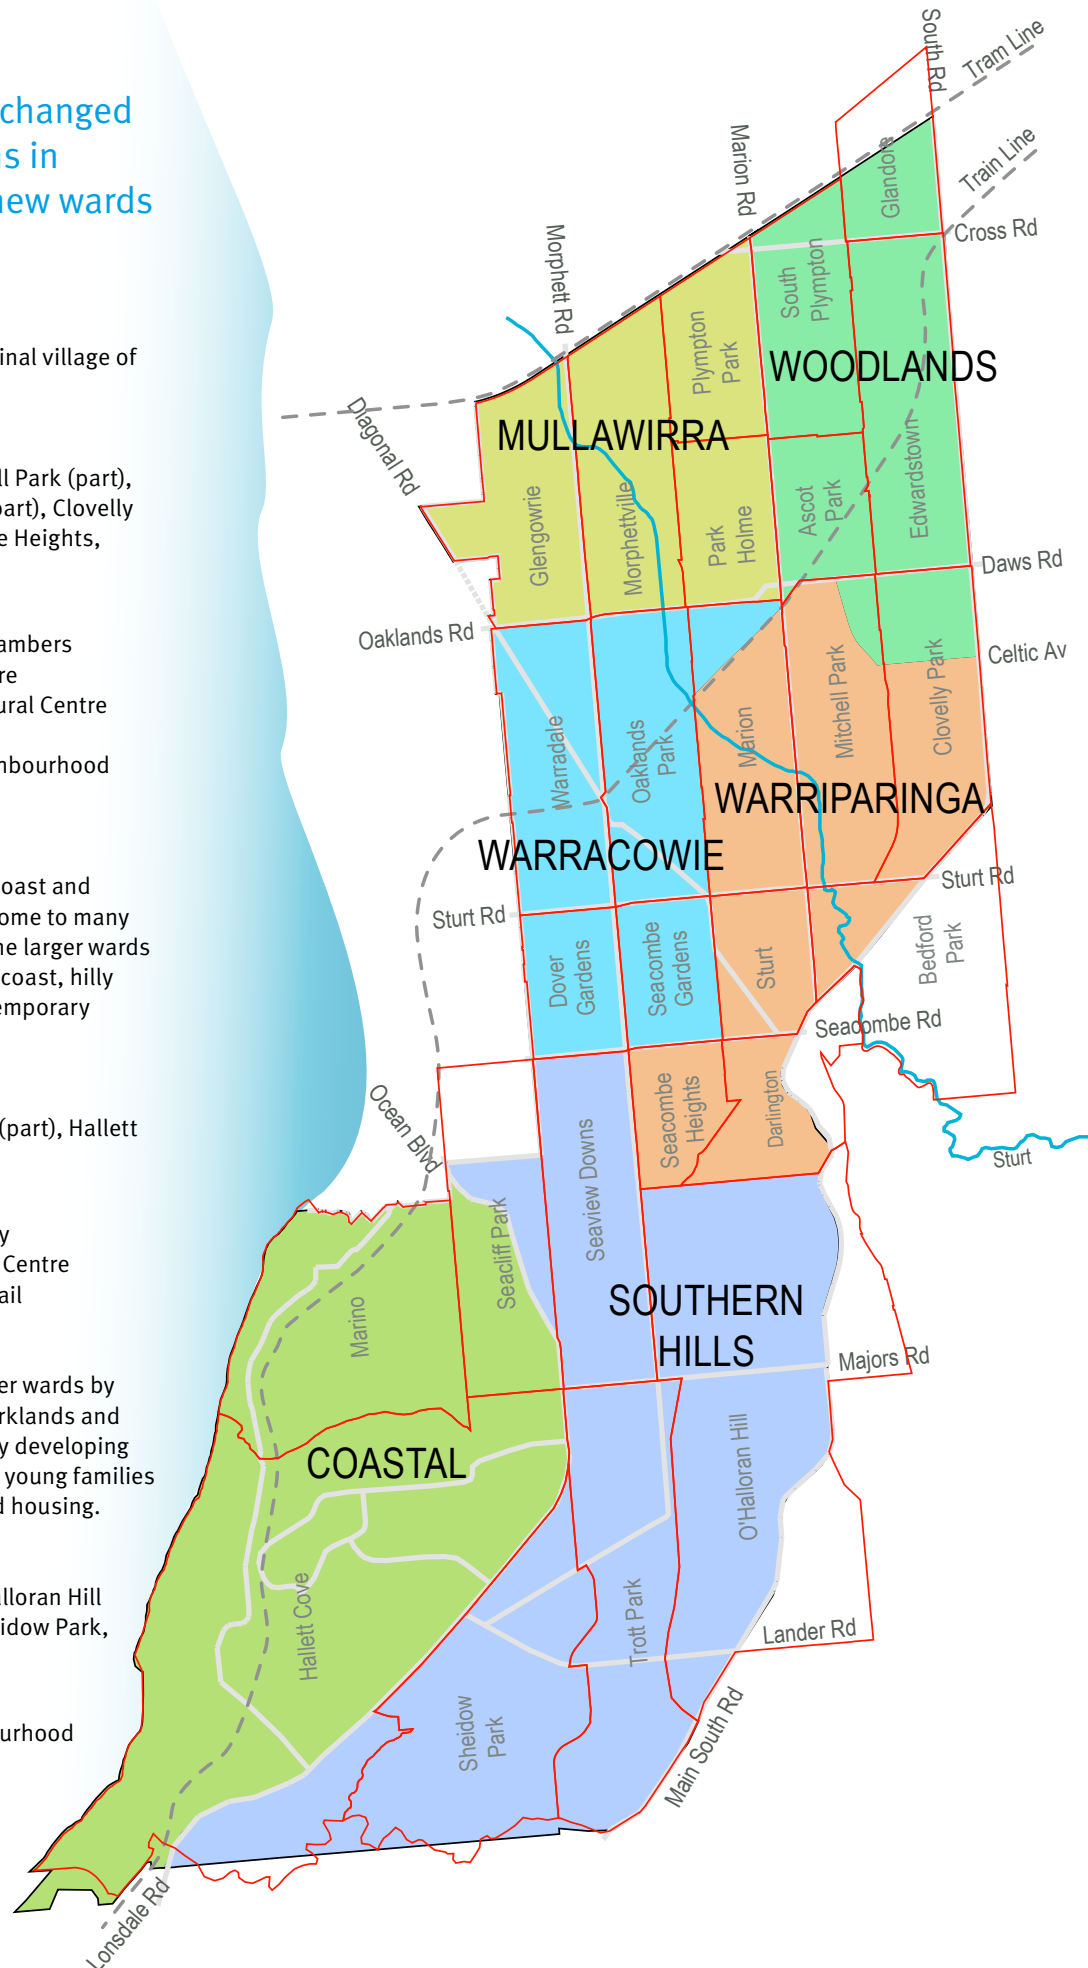 changed
s in
new wards
inal village of
ll Park (part),
part), Clovelly
e Heights,
ambers
re
ural Centre
hbourhood
oast and
ome to many
he larger wards
coast, hilly
emporary
(part), Hallett
y
Centre
ail
er wards by
rklands and
y developing
young families
d housing.
alloran Hill
idow Park,
urhood
South Rd
Tram Line
Train Line
Marion Rd
Glandore
Cross Rd
Morphett Rd
South
Plympton
Plympton
Park
WOODLANDS
Diagonal Rd
MULLAWIRRA
Glengowrie
Morphettville
Park
Holme
Ascot
Park
Edwardstown
Daws Rd
Oaklands Rd
Celtic Av
Warradale
Oaklands
Park
Marion
Mitchell Park
Clovelly Park
WARRIPARINGA
WARRACOWIE
Sturt Rd
Sturt Rd
Dover
Gardens
Seacombe
Gardens
Sturt
Bedford
Park
Seacombe Rd
Ocean Blvd
Seacombe
Heights
Darlington
Sturt
Seaview Downs
Seacliff Park
Marino
SOUTHERN
HILLS
Majors Rd
COASTAL
O'Halloran Hill
Hallett Cove
Trott Park
Lander Rd
Sheidow
Park
Main South Rd
Lonsdale Rd